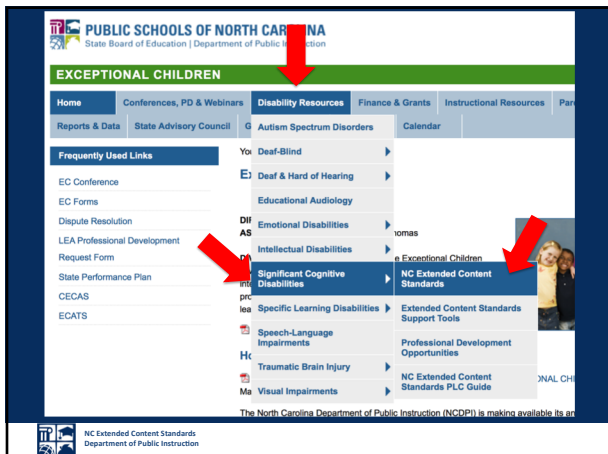 PUBLIC SCHOOLS OF NORTH CAROLINA
State Board of Education | Department of Public Instruction
EXCEPTIONAL CHILDREN
Home Conferences, PD & Webinars Disability Resources Finance & Grants Instructional Resources
Reports & Data State Advisory Council Calendar
Autism Spectrum Disorders
Deaf-Blind
Deaf & Hard of Hearing
Educational Audiology
Emotional Disabilities
Intellectual Disabilities
Significant Cognitive
Disabilities
Specific Learning Disabilities
Speech-Language
Impairments
Traumatic Brain Injury
Visual Impairments
NC Extended Content
Standards
Extended Content Standards
Support Tools
Professional Development
Opportunities
NC Extended Content
Standards PLC Guide
Frequently Used Links
EC Conference
EC Forms
Dispute Resolution
LEA Professional Development
Request Form
State Performance Plan
CECAS
ECATS
e Exceptional Children
The North Carolina Department of Public Instruction (NCDPI) is making available its an
NC Extended Content Standards
Department of Public Instruction